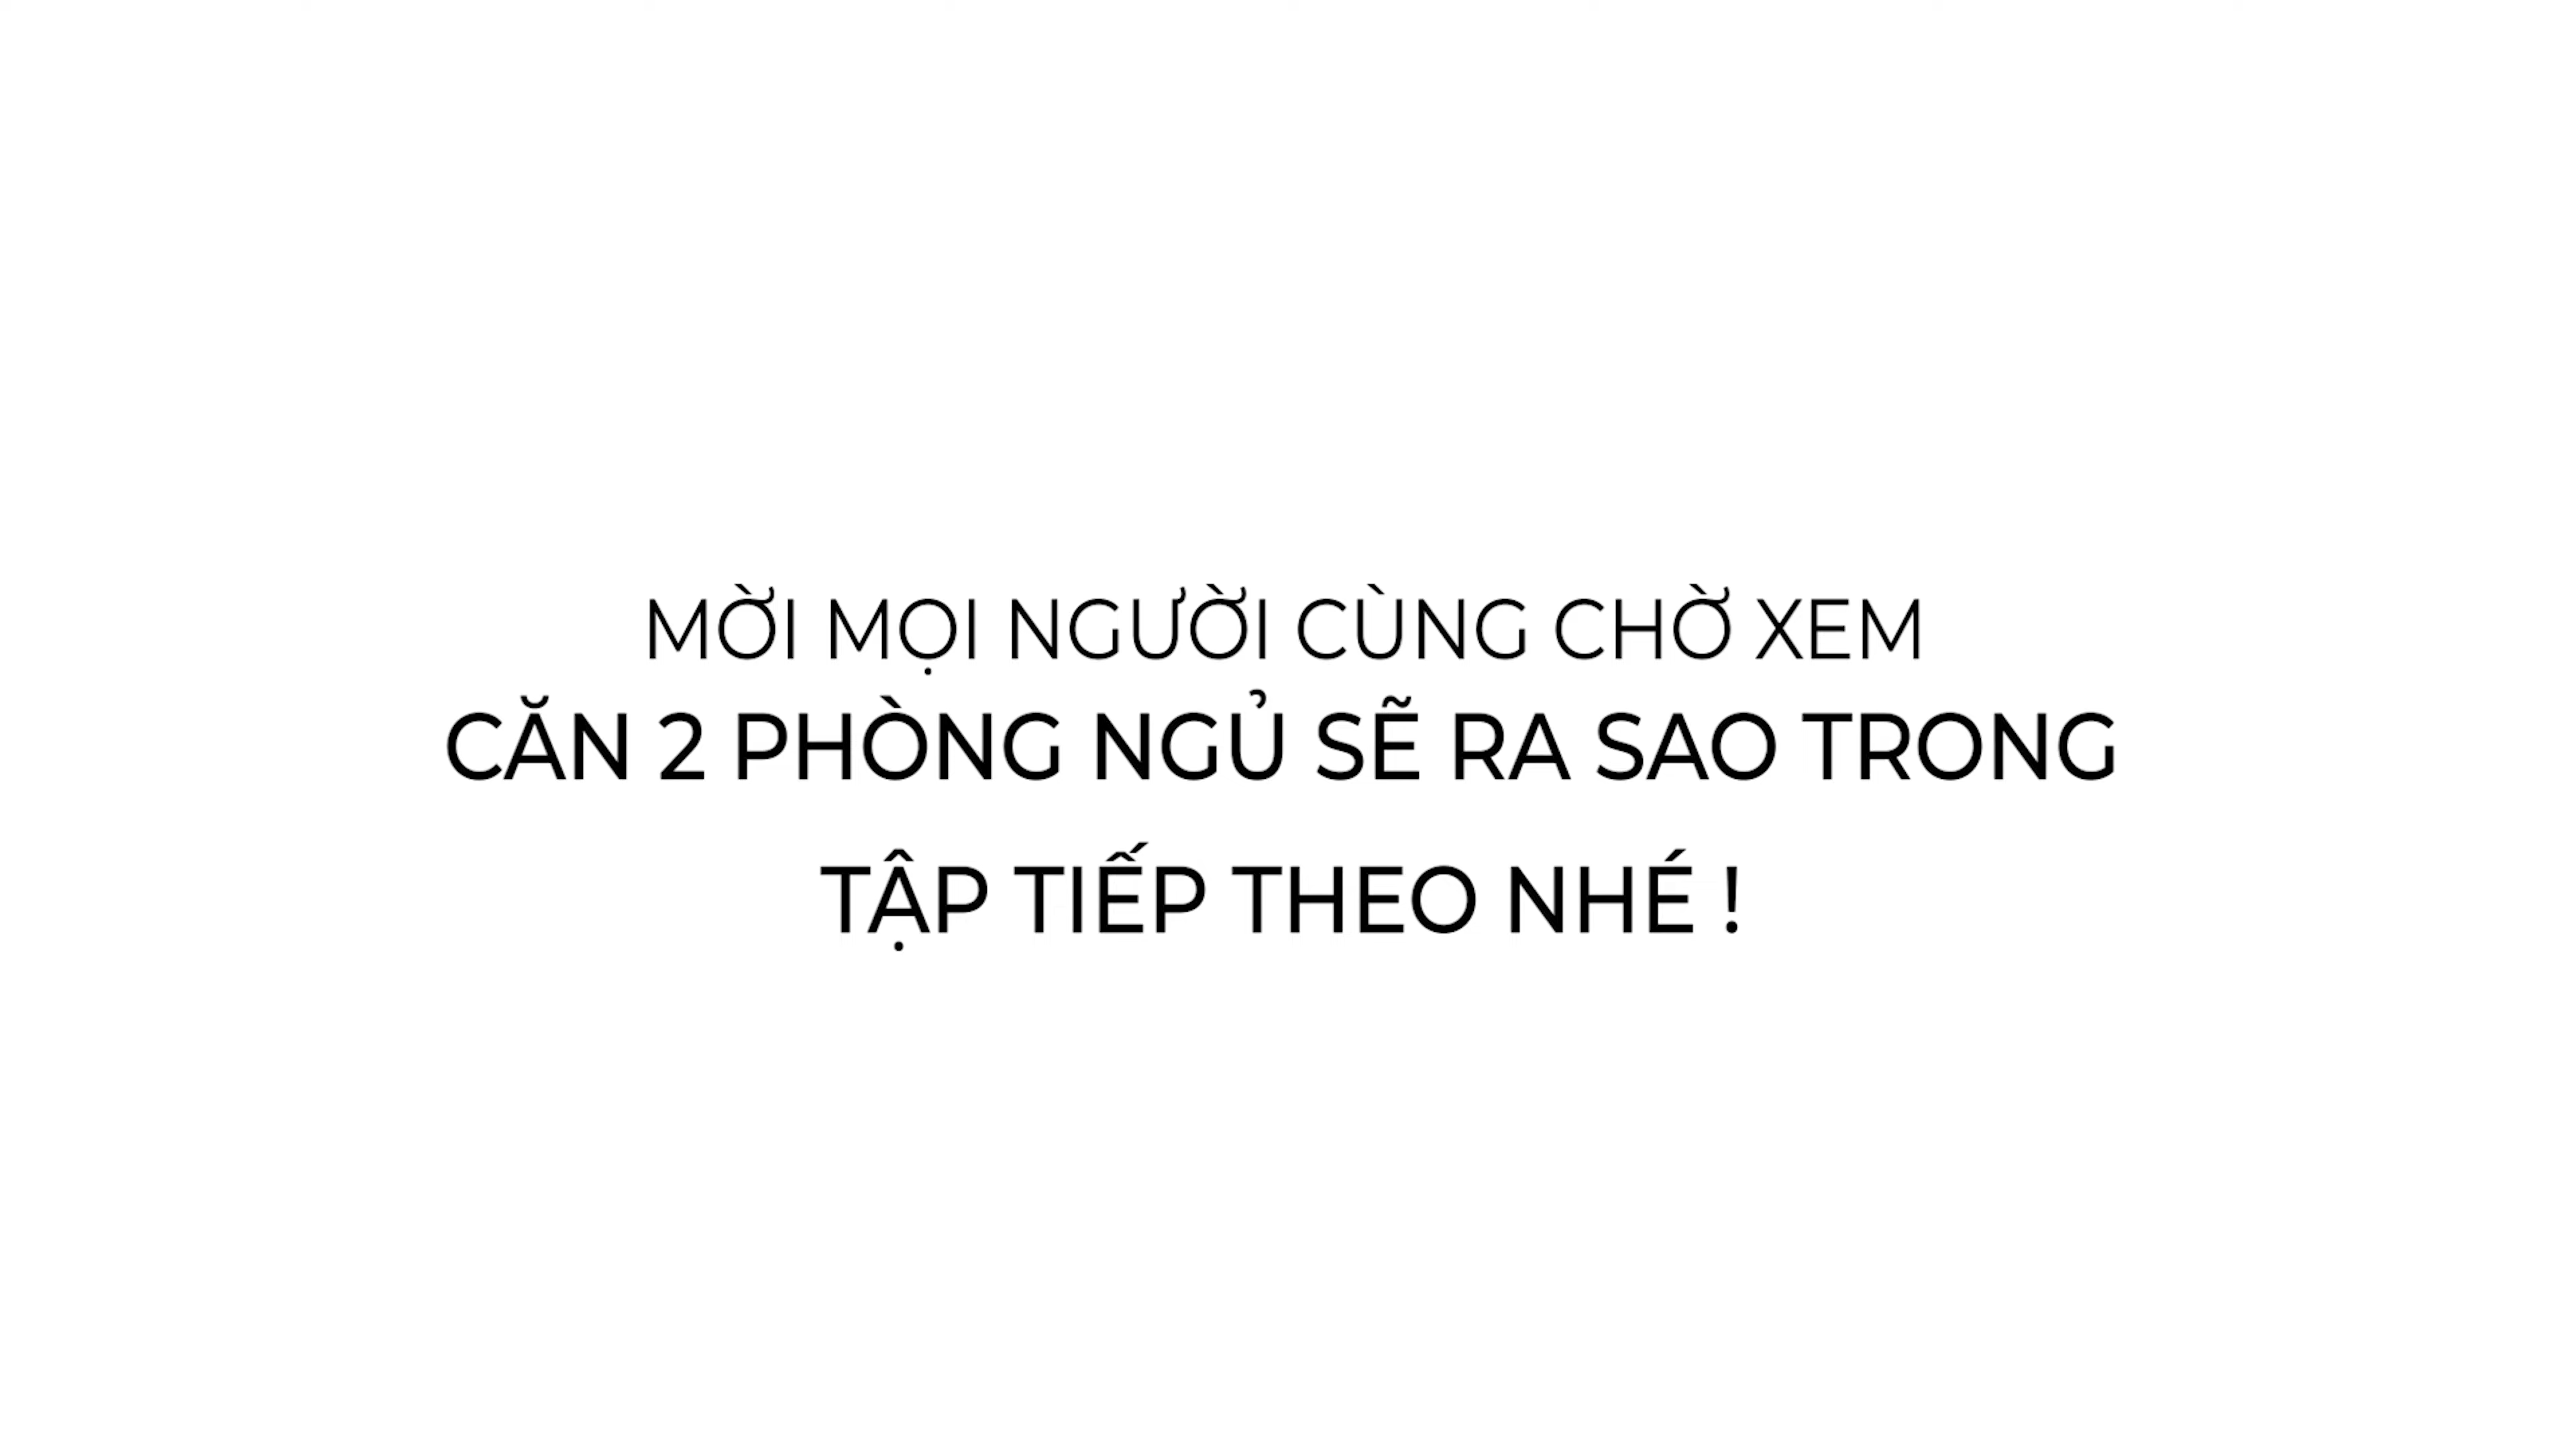 MỜI MỌI NGƯỜI CÙNG CHỜ XEM
CĂN 2 PHÒNG NGỦ SẼ RA SAO TRONG
TẬP TIẾP THEO NHÉ !